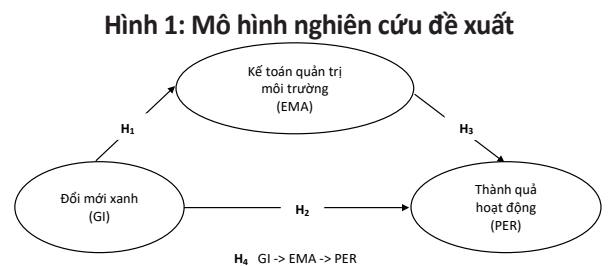 Hình 1: Mô hình nghiên cứu đề xuất
Kế toán quản trị
môi trường
(EMA)
H1
H3
Đổi mới xanh
(GI)
H2
Thành quả
hoạt động
(PER)
H4 GI -> EMA -> PER